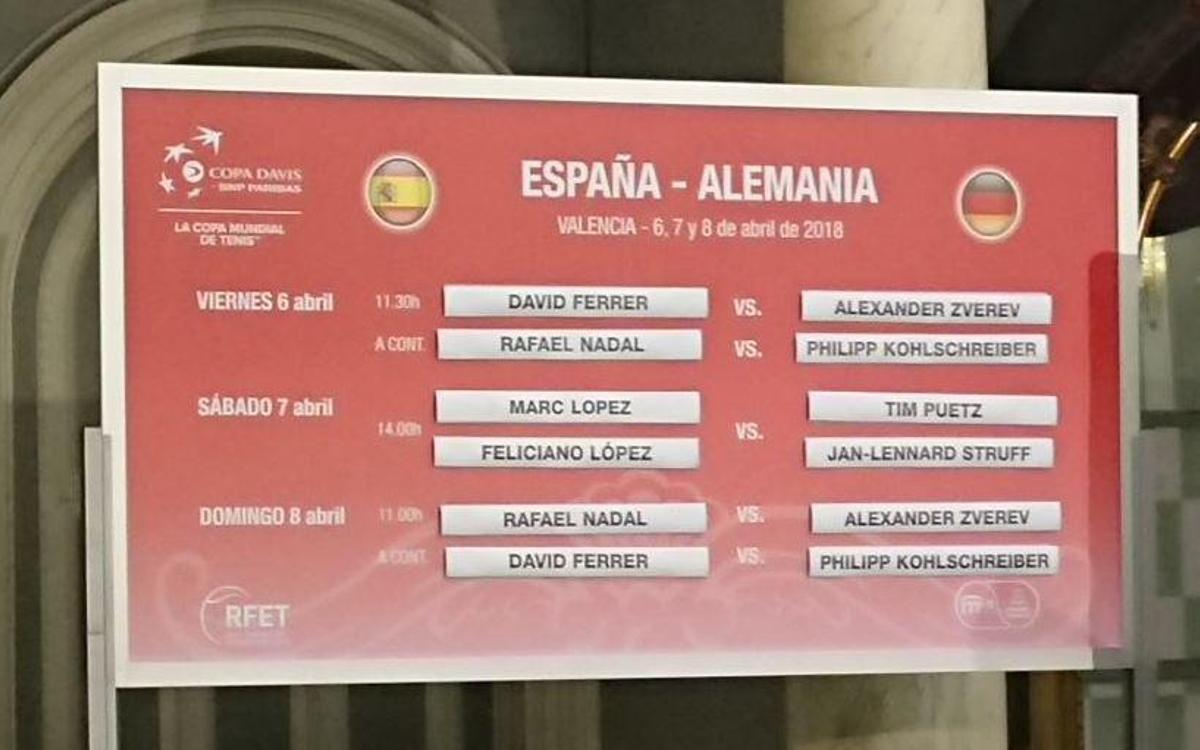 COPA DAVIS
BNP PARIBAS
LA COPA MUNDIAL
DE TENIS™
ESPAÑA - ALEMANIA
VALENCIA - 6, 7 y 8 de abril de 2018
VIERNES 6 abril 11.30h DAVID FERRER VS. ALEXANDER ZVEREV
A CONT. RAFAEL NADAL VS. PHILIPP KOHLSCHREIBER
SÁBADO 7 abril 14.00h MARC LOPEZ VS. TIM PUETZ
FELICIANO LÓPEZ JAN-LENNARD STRUFF
DOMINGO 8 abril 11.00h RAFAEL NADAL VS. ALEXANDER ZVEREV
A CONT. DAVID FERRER VS. PHILIPP KOHLSCHREIBER
RFET